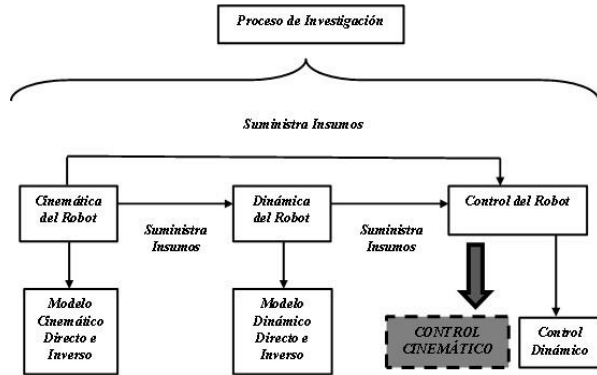 Proceso de Investigación
Suministra Insumos
Cinemática
del Robot
Suministra
Insumos
Dinámica
del Robot
Suministra
Insumos
Control del Robot
Modelo
Cinemático
Directo e
Inverso
Modelo
Dinámico
Directo e
Inverso
CONTROL
CINEMÁTICO
Control
Dinámico